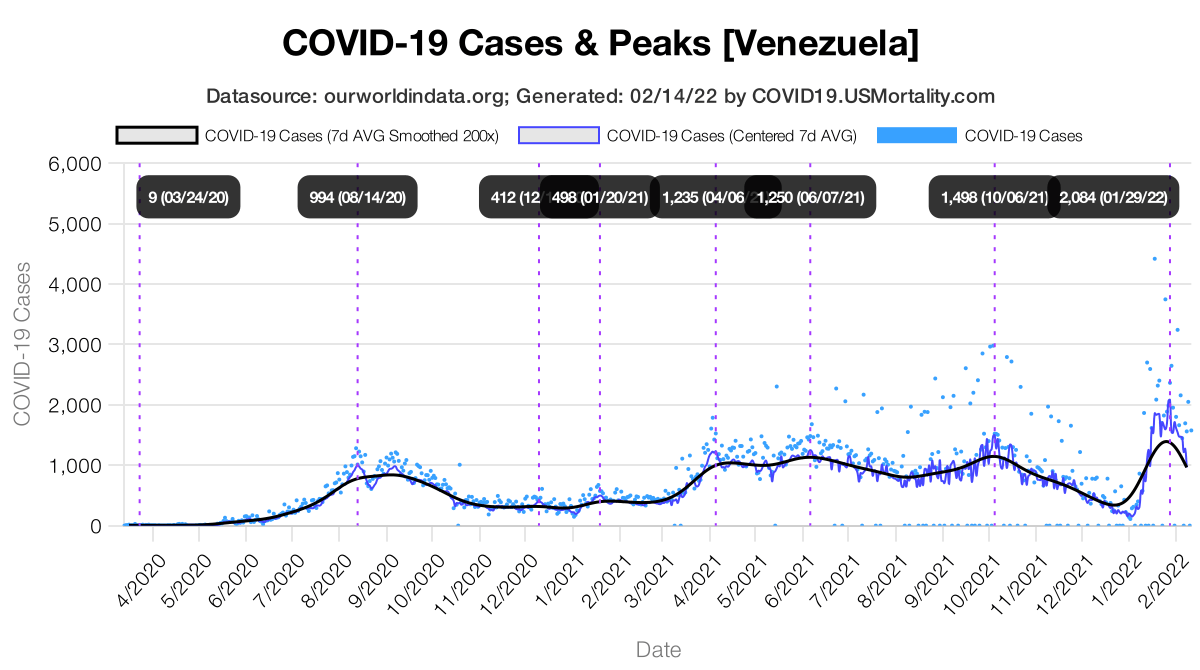 COVID-19 Cases & Peaks [Venezuela]
Datasource: ourworldindata.org; Generated: 02/14/22 by COVID19.USMortality.com
COVID-19 Cases (7d AVG Smoothed 200x) COVID-19 Cases (Centered 7d AVG) COVID-19 Cases
6,000
9 (03/24/20) 994 (08/14/20) 412 (12/ 498 (01/20/21) 1,235 (04/06/ 1,250 (06/07/21) 1,498 (10/06/21) 2,084 (01/29/22)
5,000
4,000
3,000
2,000
1,000
0
COVID-19 Cases
4/2020 5/2020 6/2020 7/2020 8/2020 9/2020 10/2020 11/2020 12/2020 1/2021 2/2021 3/2021 4/2021 5/2021 6/2021 7/2021 8/2021 9/2021 10/2021 11/2021 12/2021 1/2022 2/2022
Date